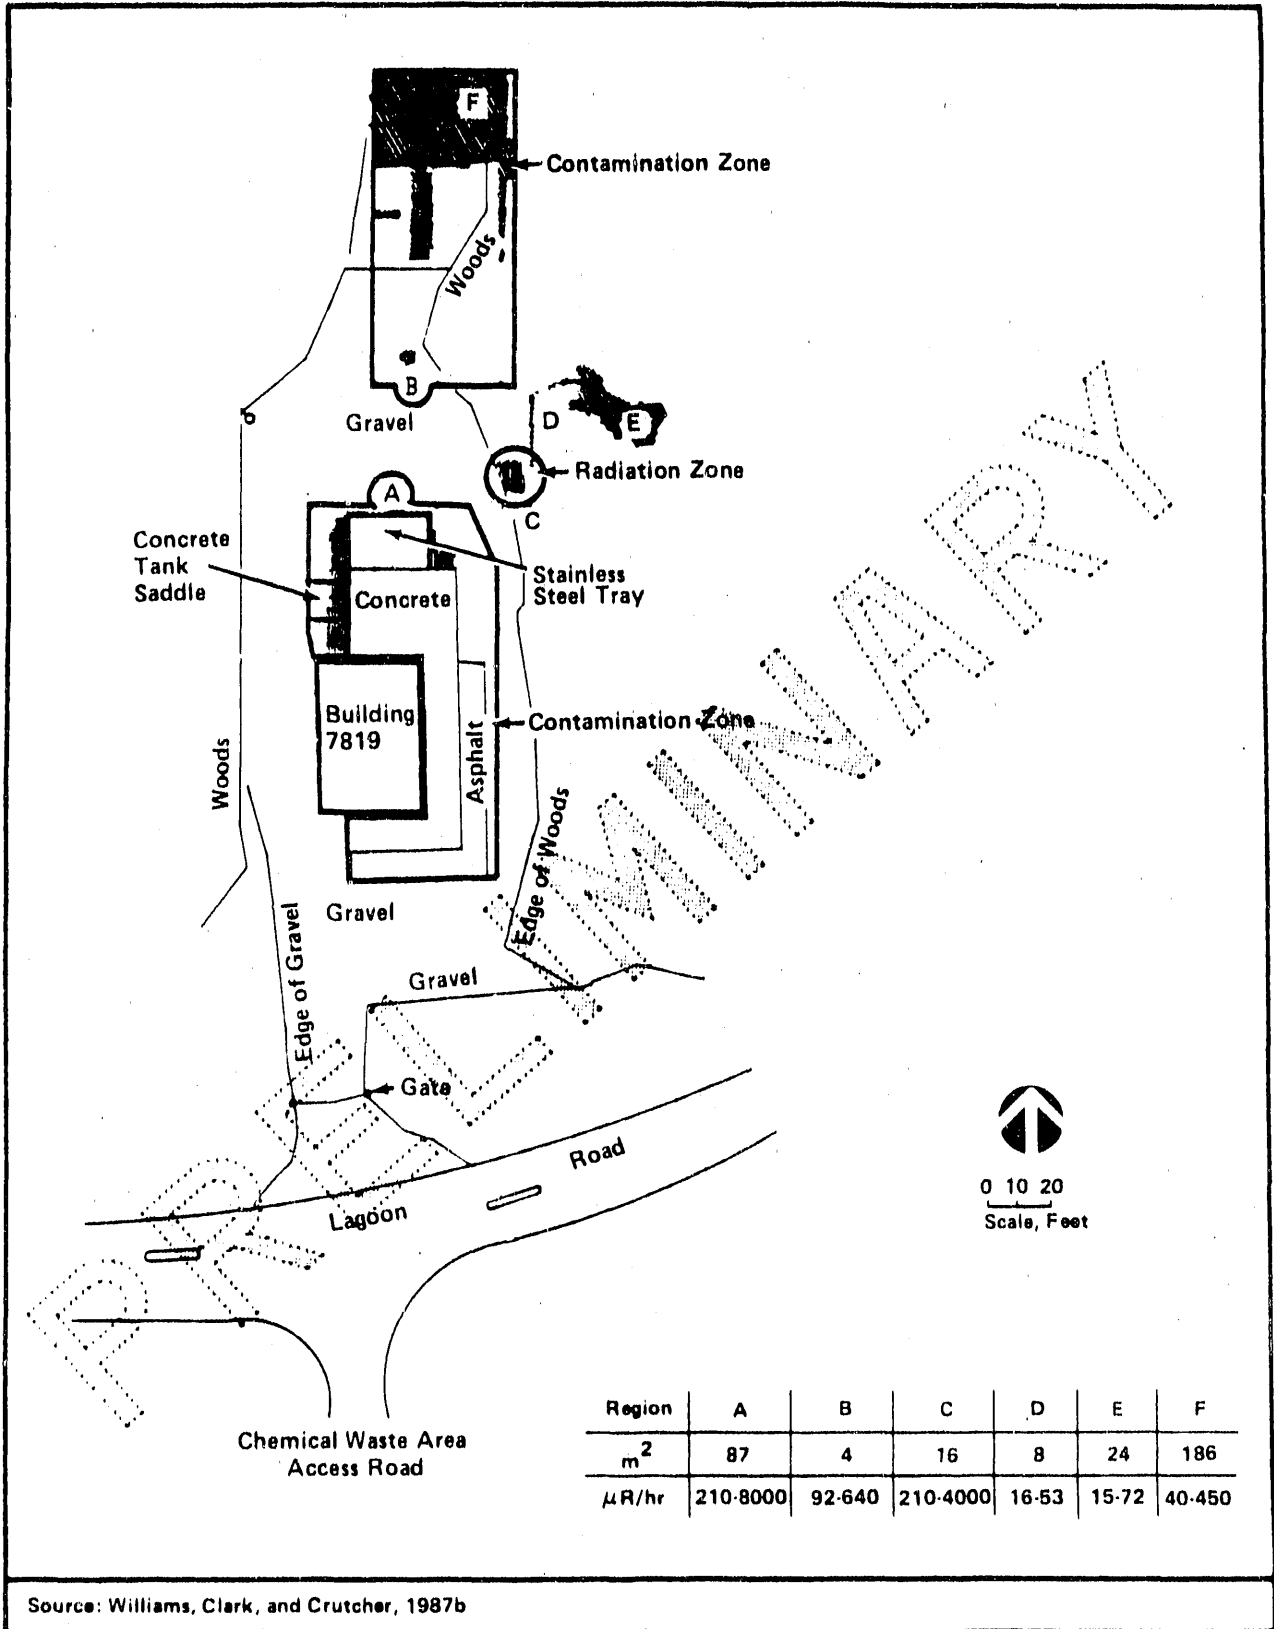 F
Contamination Zone
Woods
B
Gravel
D
E
Radiation Zone
A
C
Concrete
Tank
Saddle
Stainless
Steel Tray
Concrete
Building
7819
Contamination Zone
Asphalt
Woods
Edge of Woods
Gravel
Edge of Gravel
Gravel
Gate
Road
Lagoon
0 10 20
Scale, Feet
PRELIMINARY
Chemical Waste Area
Access Road
Region A B C D E F
m² 87 4 16 8 24 186
μR/hr 210-8000 92-640 210-4000 16-53 15-72 40-450
Source: Williams, Clark, and Crutcher, 1987b